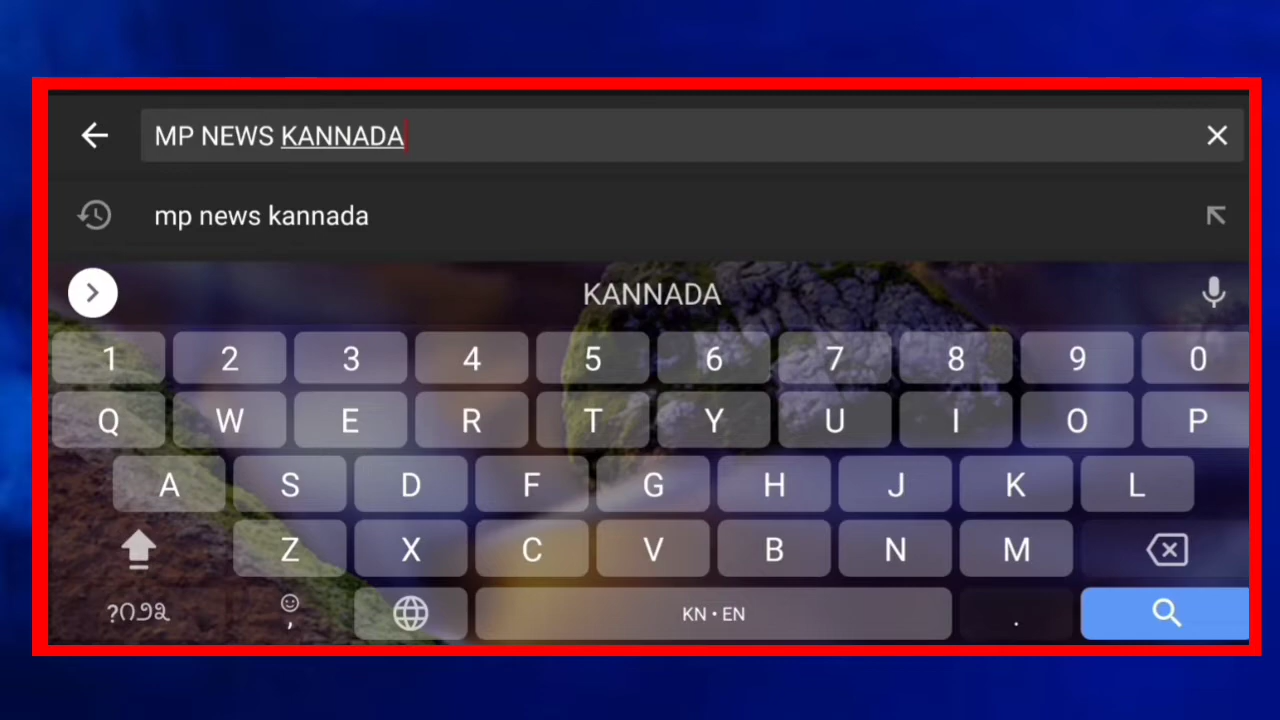 MP NEWS KANNADA
mp news kannada
KANNADA
1 2 3 4 5 6 7 8 9 0
Q W E R T Y U I O P
A S D F G H J K L
Z X C V B N M
?೧೨೩ , KN • EN .